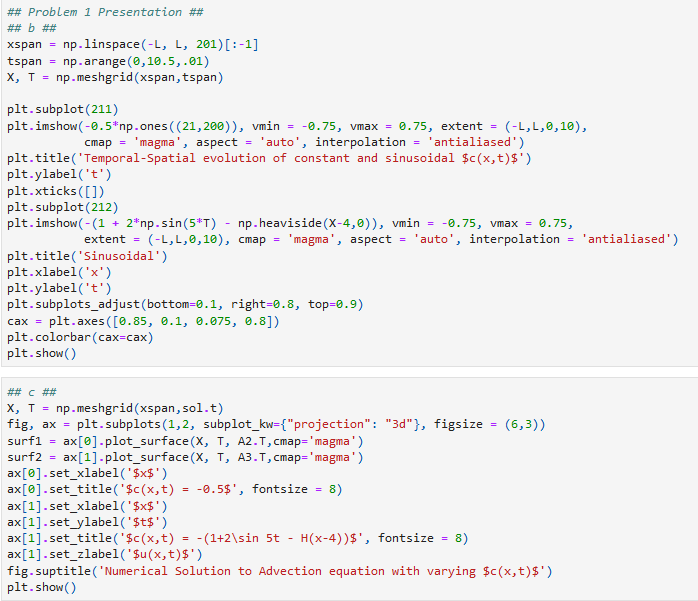 ## Problem 1 Presentation ##
## b ##
xspan = np.linspace(-L, L, 201)[:-1]
tspan = np.arange(0,10.5,.01)
X, T = np.meshgrid(xspan,tspan)
plt.subplot(211)
plt.imshow(-0.5*np.ones((21,200)), vmin = -0.75, vmax = 0.75, extent = (-L,L,0,10),
cmap = 'magma', aspect = 'auto', interpolation = 'antialiased')
plt.title('Temporal-Spatial evolution of constant and sinusoidal $c(x,t)$')
plt.ylabel('t')
plt.xticks([])
plt.subplot(212)
plt.imshow(-(1 + 2*np.sin(5*T) - np.heaviside(X-4,0)), vmin = -0.75, vmax = 0.75,
extent = (-L,L,0,10), cmap = 'magma', aspect = 'auto', interpolation = 'antialiased')
plt.title('Sinusoidal')
plt.xlabel('x')
plt.ylabel('t')
plt.subplots_adjust(bottom=0.1, right=0.8, top=0.9)
cax = plt.axes([0.85, 0.1, 0.075, 0.8])
plt.colorbar(cax=cax)
plt.show()
## c ##
X, T = np.meshgrid(xspan,sol.t)
fig, ax = plt.subplots(1,2, subplot_kw={"projection": "3d"}, figsize = (6,3))
surf1 = ax[0].plot_surface(X, T, A2.T,cmap='magma')
surf2 = ax[1].plot_surface(X, T, A3.T,cmap='magma')
ax[0].set_xlabel('$x$')
ax[0].set_title('$c(x,t) = -0.5$', fontsize = 8)
ax[1].set_xlabel('$x$')
ax[1].set_ylabel('$t$')
ax[1].set_title('$c(x,t) = -(1+2\sin 5t - H(x-4))$', fontsize = 8)
ax[1].set_zlabel('$u(x,t)$')
fig.suptitle('Numerical Solution to Advection equation with varying $c(x,t)$')
plt.show()